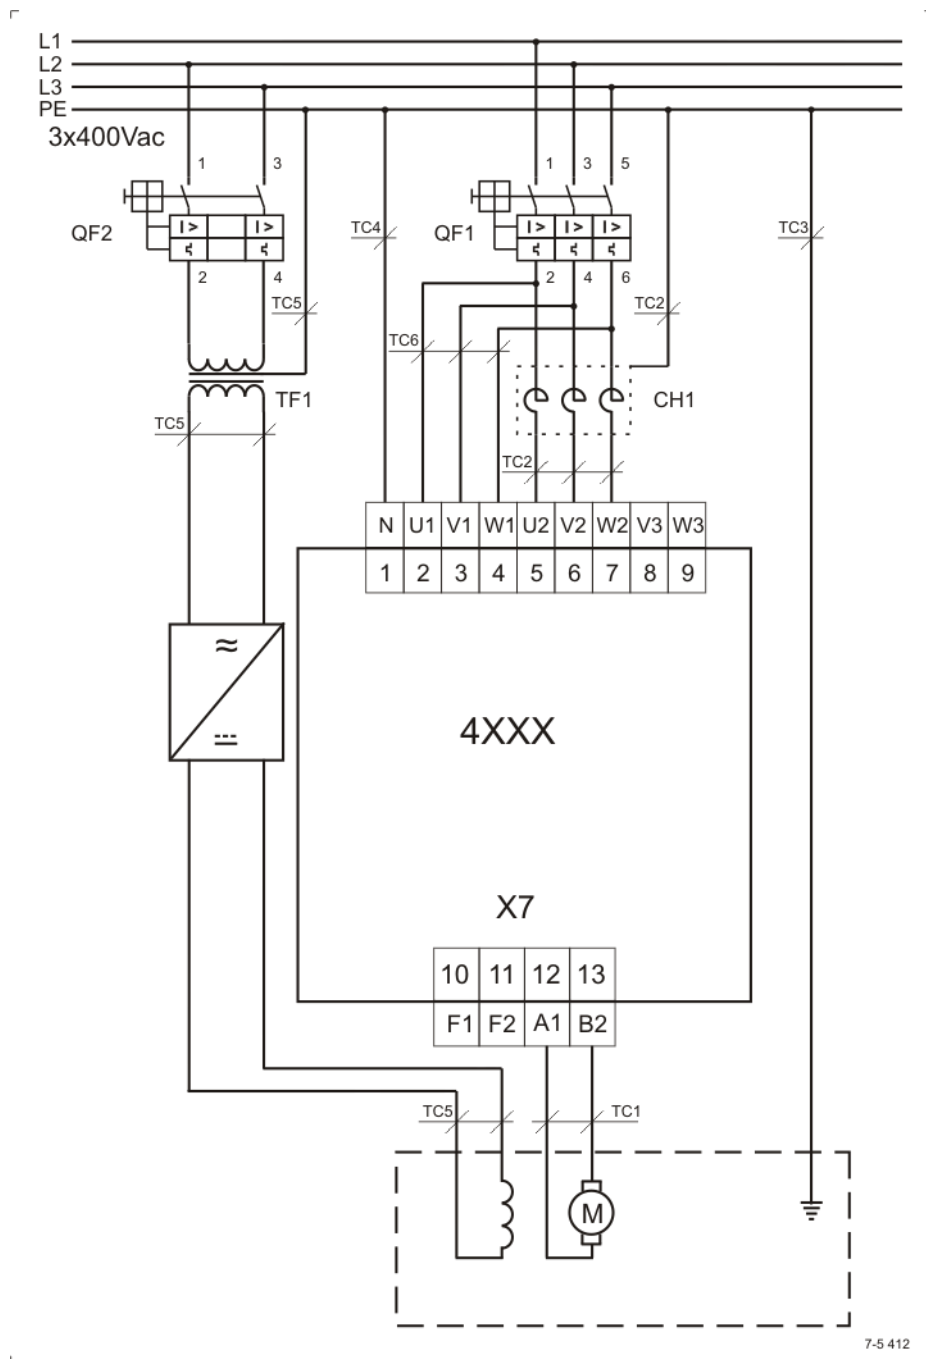 L1
L2
L3
PE
3x400Vac
1 3 1 3 5
QF2 TC4 QF1 TC3
2 4 2 4 6
TC5 TC2
TC6
TF1 CH1
TC5
TC2
N U1 V1 W1 U2 V2 W2 V3 W3
1 2 3 4 5 6 7 8 9
4XXX
X7
10 11 12 13
F1 F2 A1 B2
TC5 TC1
M
7-5 412